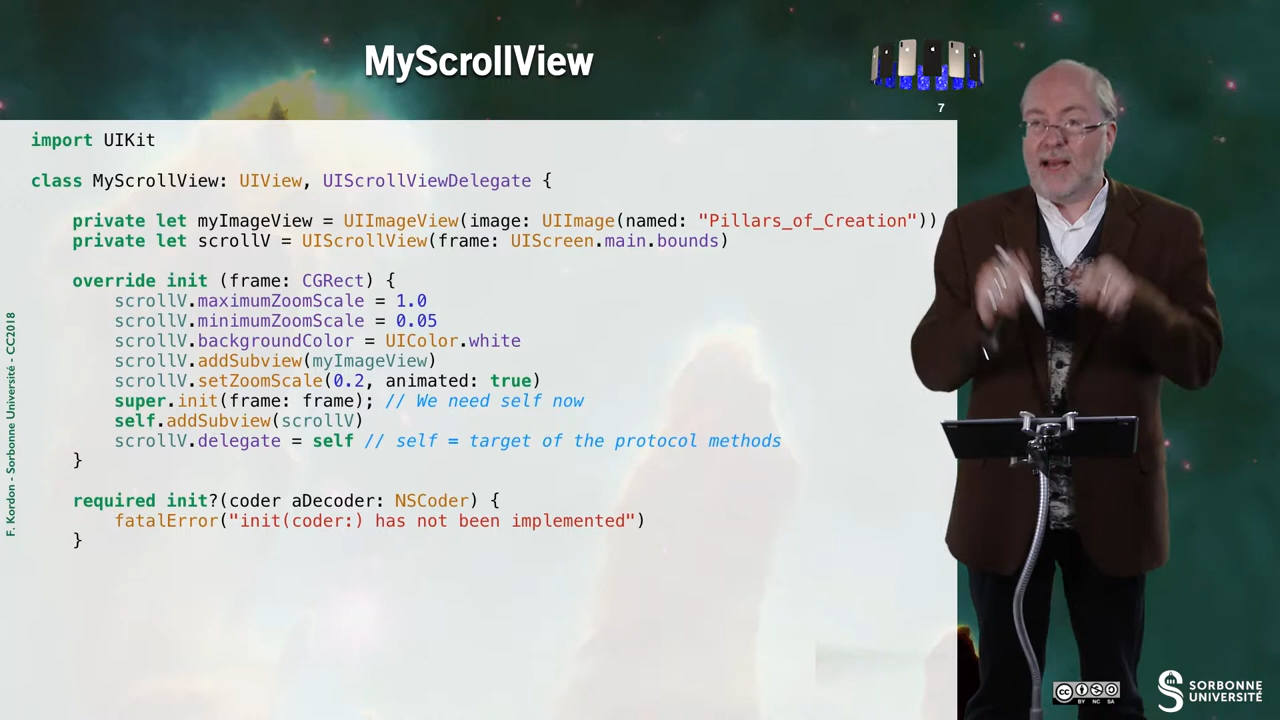 MyScrollView
7
import UIKit
class MyScrollView: UIView, UIScrollViewDelegate {
private let myImageView = UIImageView(image: UIImage(named: "Pillars_of_Creation"))
private let scrollV = UIScrollView(frame: UIScreen.main.bounds)
override init (frame: CGRect) {
scrollV.maximumZoomScale = 1.0
scrollV.minimumZoomScale = 0.05
scrollV.backgroundColor = UIColor.white
scrollV.addSubview(myImageView)
scrollV.setZoomScale(0.2, animated: true)
super.init(frame: frame); // We need self now
self.addSubview(scrollV)
scrollV.delegate = self // self = target of the protocol methods
}
required init?(coder aDecoder: NSCoder) {
fatalError("init(coder:) has not been implemented")
}
F. Kordon - Sorbonne Université - CC2018
cc
BY NC SA
SORBONNE
UNIVERSITÉ